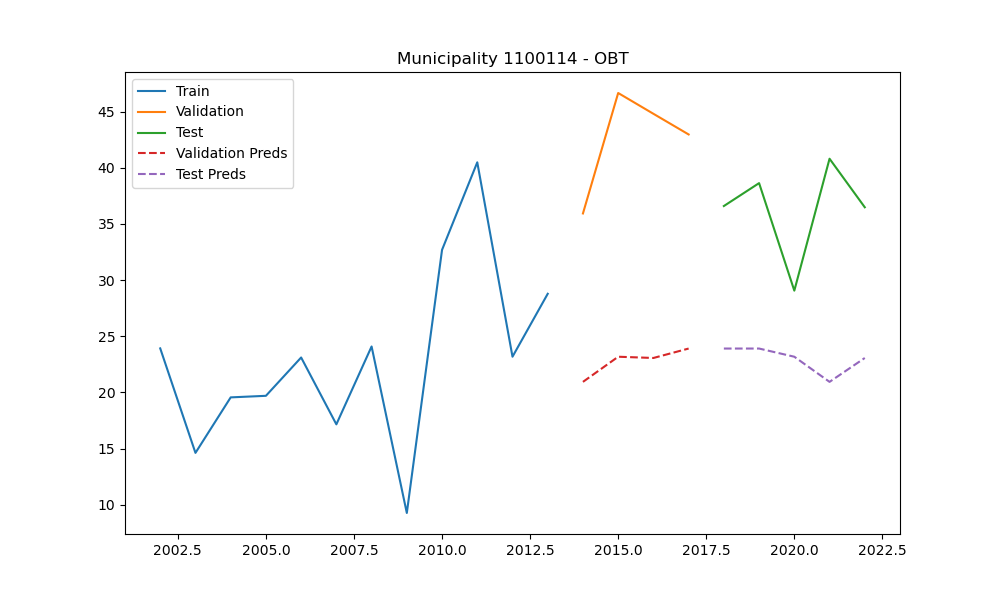 Municipality 1100114 - OBT
Train
Validation
Test
Validation Preds
Test Preds
45
40
35
30
25
20
15
10
2002.5 2005.0 2007.5 2010.0 2012.5 2015.0 2017.5 2020.0 2022.5